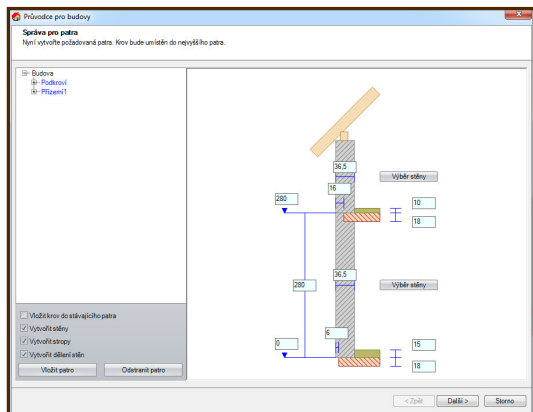 Průvodce pro budovy
Správa pro patra
Nyní vytvořte požadovaná patra. Krov bude umístěn do nejvyššího patra.
Budova
Podkroví
Přízemí1
36,5
Výběr stěny
16
280
10
18
36,5
280
Výběr stěny
6
0
15
18
Vložit krov do stávajícího patra
Vytvořit stěny
Vytvořit stropy
Vytvořit dělení stěn
Vložit patro
Odstranit patro
< Zpět
Další >
Storno